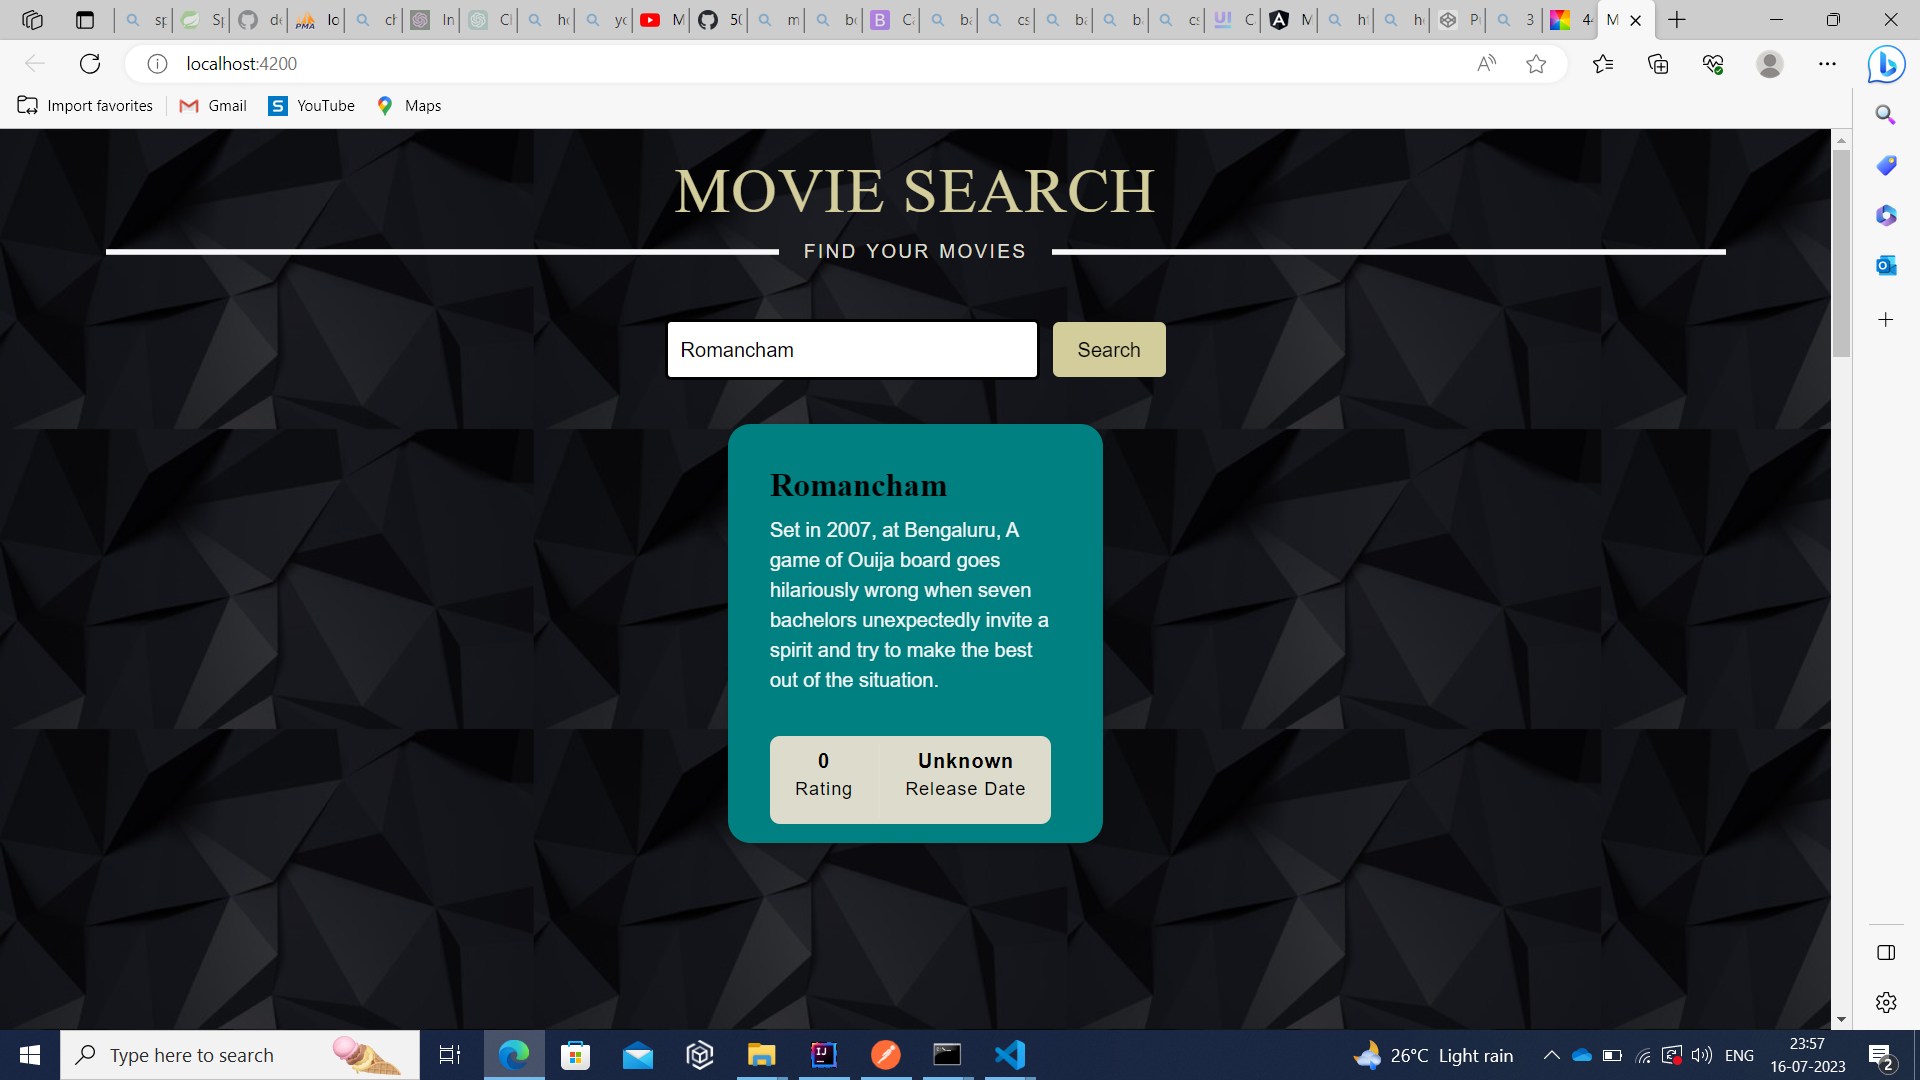 localhost:4200
Import favorites
Gmail
YouTube
Maps
MOVIE SEARCH
FIND YOUR MOVIES
Romancham
Search
Romancham
Set in 2007, at Bengaluru, A
game of Ouija board goes
hilariously wrong when seven
bachelors unexpectedly invite a
spirit and try to make the best
out of the situation.
0
Rating
Unknown
Release Date
Type here to search
26°C Light rain
ENG
23:57
16-07-2023
2